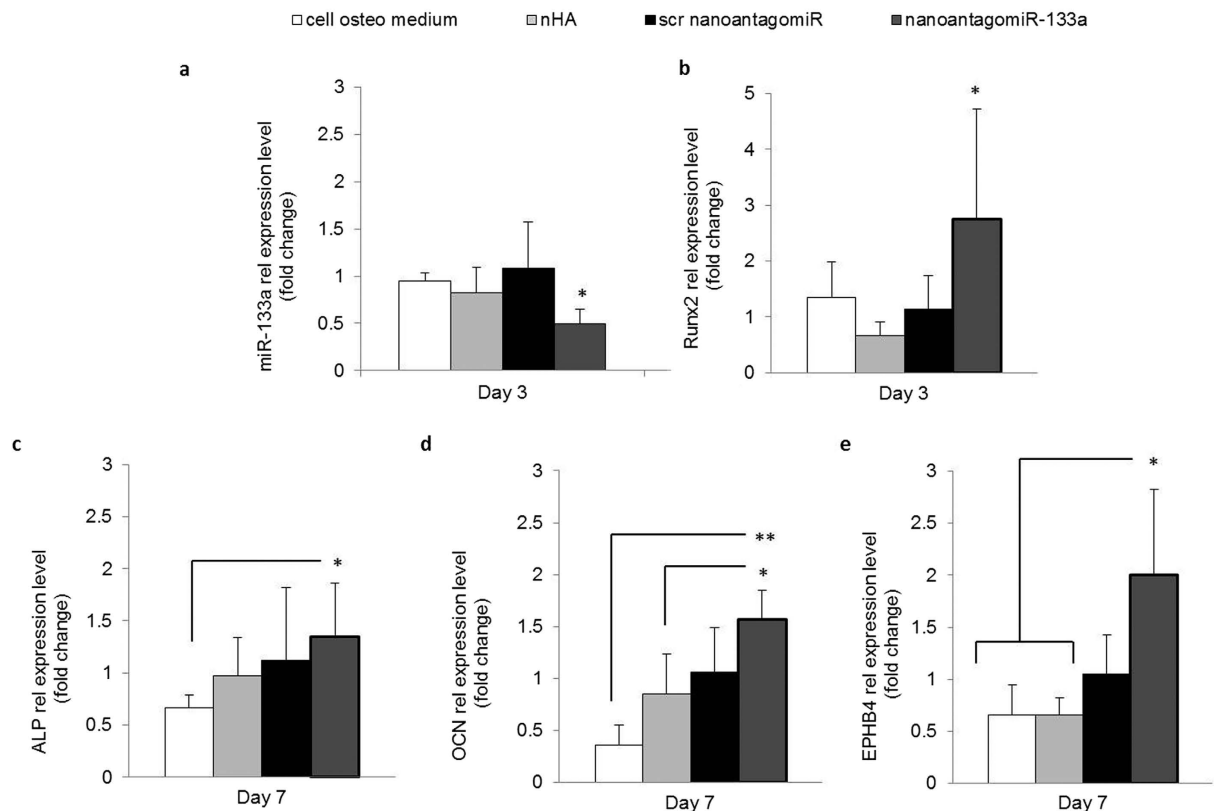 cell osteo medium nHA scr nanoantagomiR nanoantagomiR-133a
a
miR-133a rel expression level
(fold change)
3
2.5
2
1.5
1
0.5
0
*
Day 3
b
Runx2 rel expression level
(fold change)
5
4
3
2
1
0
*
Day 3
c
ALP rel expression level
(fold change)
3
2.5
2
1.5
1
0.5
0
*
Day 7
d
OCN rel expression level
(fold change)
3
2.5
2
1.5
1
0.5
0
**
*
Day 7
e
EPHB4 rel expression level
(fold change)
3
2.5
2
1.5
1
0.5
0
*
Day 7